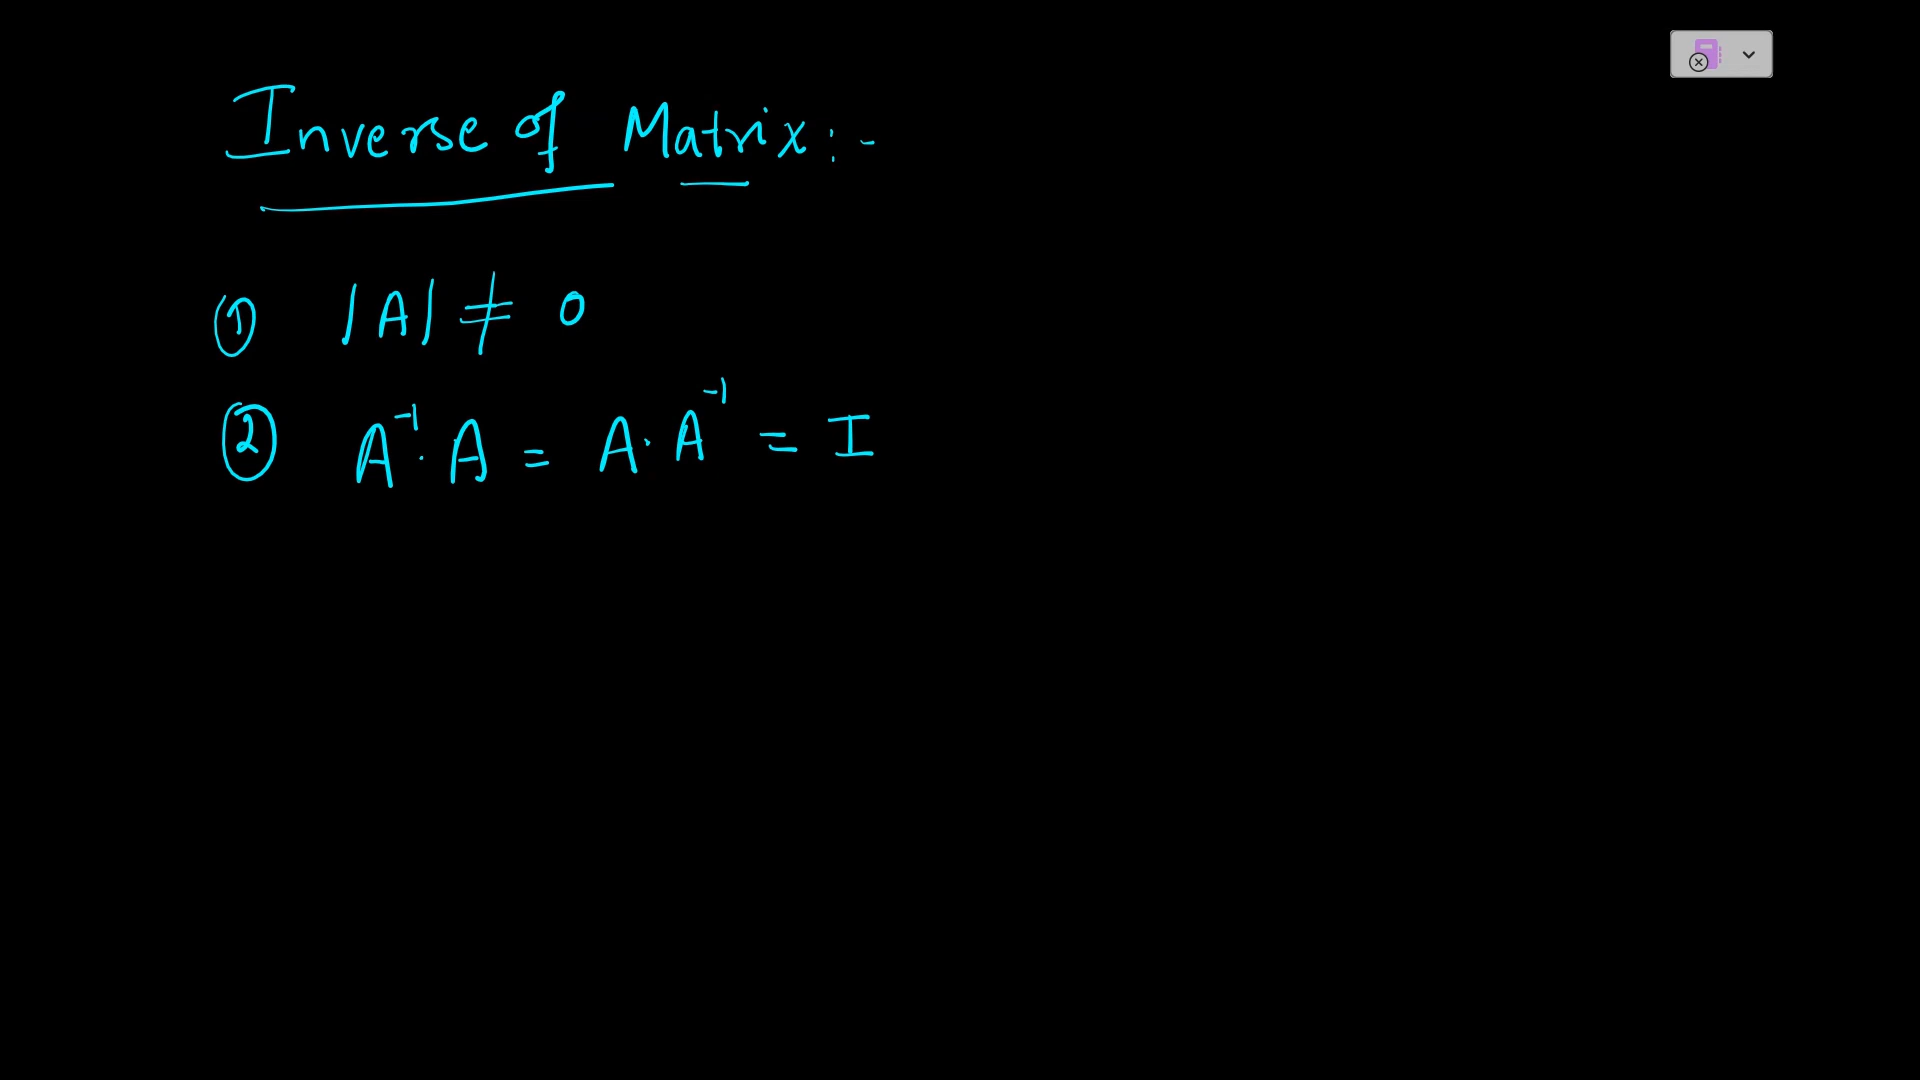 Inverse of Matrix:-
① |A| ≠ 0
② A⁻¹·A = A·A⁻¹ = I